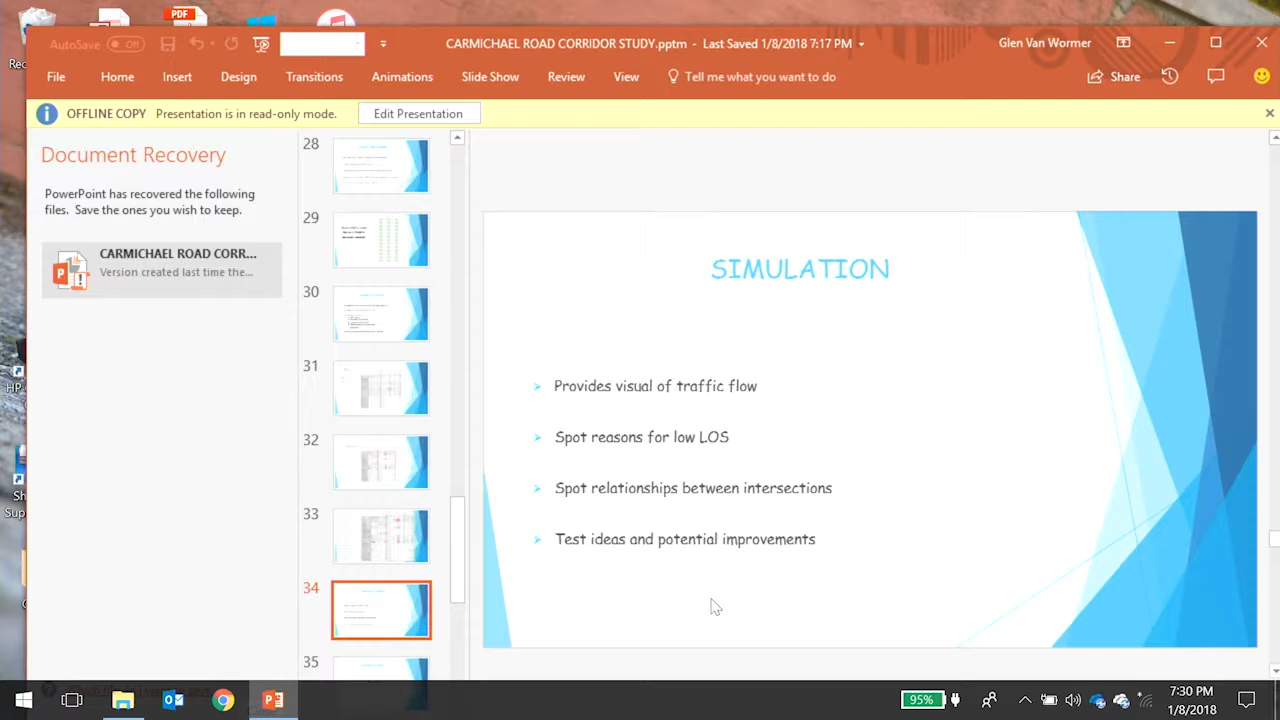 PDF
AutoSave Off
CARMICHAEL ROAD CORRIDOR STUDY.pptm - Last Saved 1/8/2018 7:17 PM
Glen Van Wormer
File Home Insert Design Transitions Animations Slide Show Review View Tell me what you want to do Share
OFFLINE COPY Presentation is in read-only mode. Edit Presentation
Document Recovery
PowerPoint has recovered the following
files. Save the ones you wish to keep.
CARMICHAEL ROAD CORR...
Version created last time the...
28
29
30
31
32
33
34
35
SIMULATION
Provides visual of traffic flow
Spot reasons for low LOS
Spot relationships between intersections
Test ideas and potential improvements
95%
7:30 PM
1/8/2018